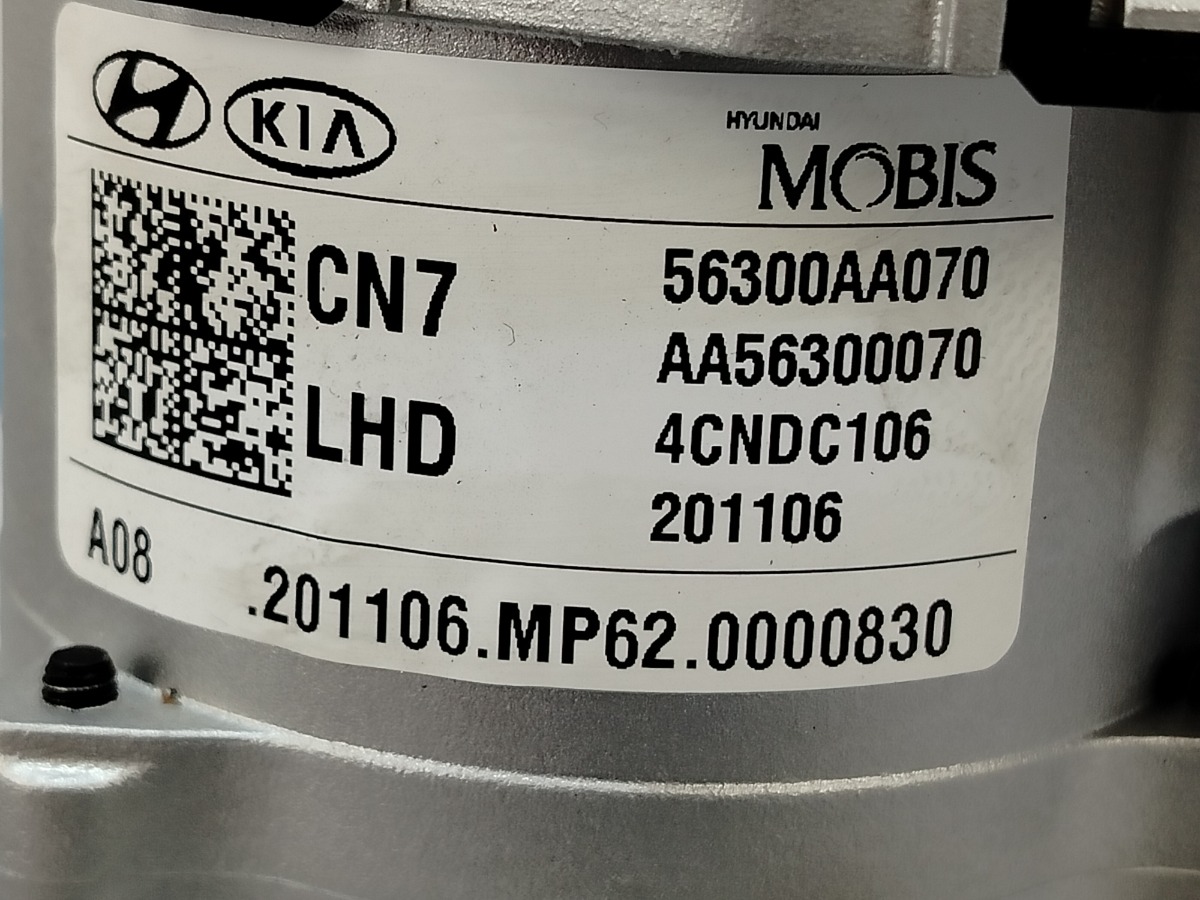 KIA
HYUNDAI
MOBIS
CN7
LHD
56300AA070
AA56300070
4CNDC106
201106
A08
.201106.MP62.0000830